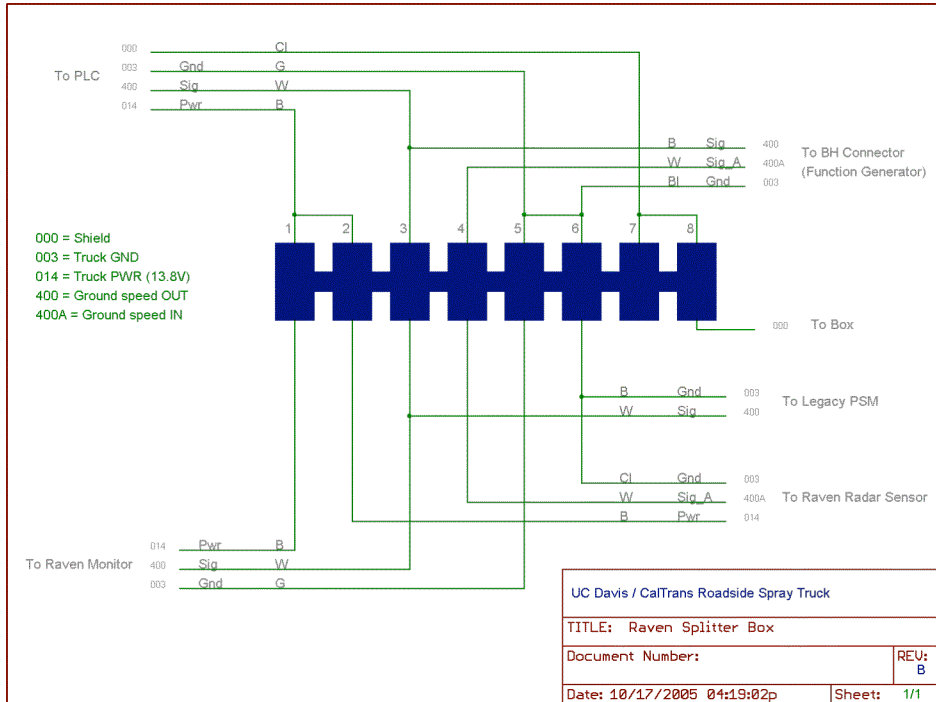 000 Cl
003 Gnd G
To PLC
400 Sig W
014 Pwr B
B Sig 400
To BH Connector
W Sig_A 400A
(Function Generator)
Bl Gnd 003
1 2 3 4 5 6 7 8
000 = Shield
003 = Truck GND
014 = Truck PWR (13.8V)
400 = Ground speed OUT
400A = Ground speed IN
000 To Box
B Gnd 003
To Legacy PSM
W Sig 400
Cl Gnd 003
W Sig_A 400A To Raven Radar Sensor
B Pwr 014
014 Pwr B
To Raven Monitor 400 Sig W
003 Gnd G
UC Davis / CalTrans Roadside Spray Truck
TITLE: Raven Splitter Box
Document Number:
REV:
B
Date: 10/17/2005 04:19:02p Sheet: 1/1